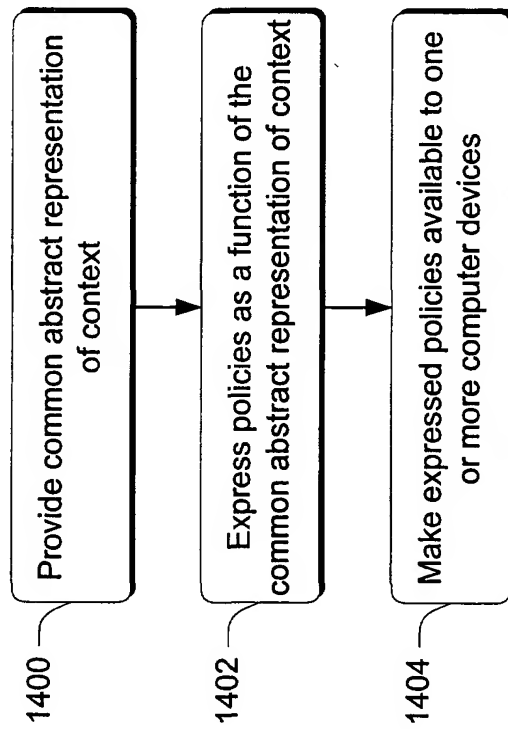 1400
Provide common abstract representation
of context
1402
Express policies as a function of the
common abstract representation of context
1404
Make expressed policies available to one
or more computer devices